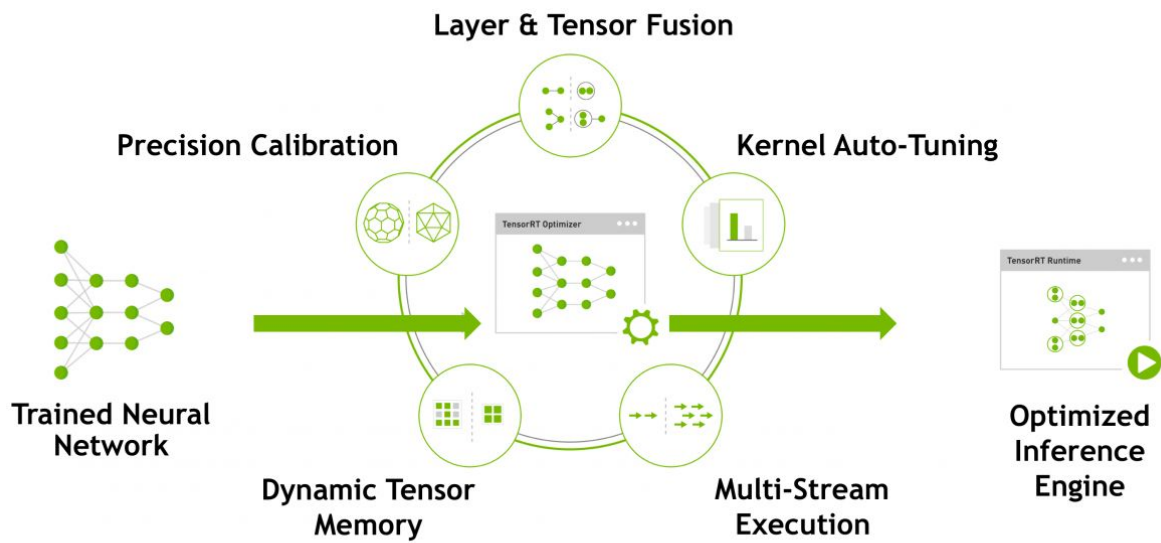 Layer & Tensor Fusion
Precision Calibration
Kernel Auto-Tuning
TensorRT Optimizer
TensorRT Runtime
Trained Neural
Network
Optimized
Inference
Engine
Dynamic Tensor
Memory
Multi-Stream
Execution